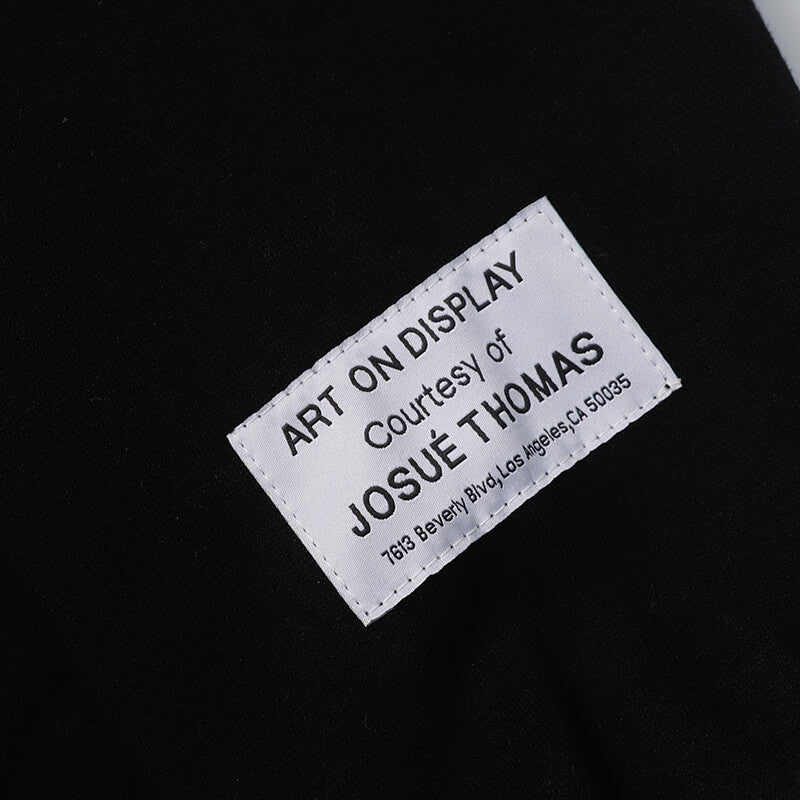 ART ON DISPLAY
Courtesy of
JOSUÉ THOMAS
7613 Beverly Blvd,Los Angeles,CA 50035